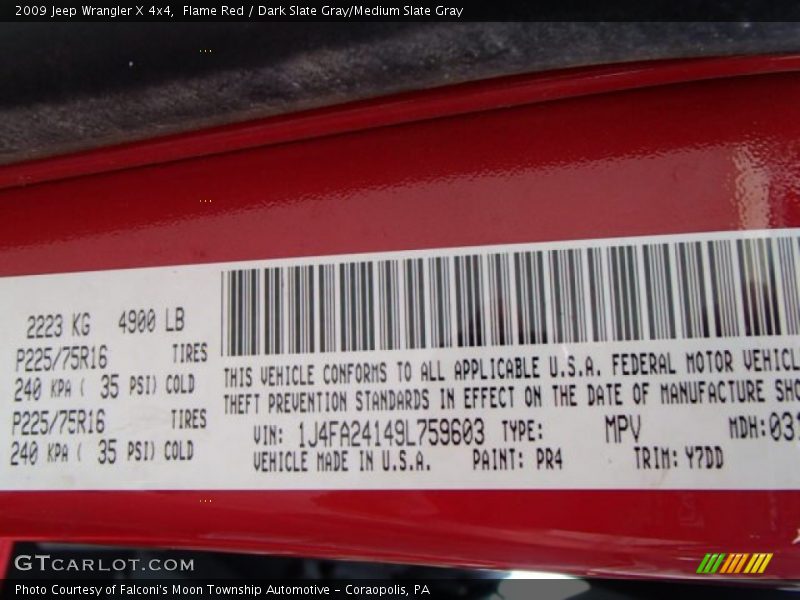 2009 Jeep Wrangler X 4x4,  Flame Red / Dark Slate Gray/Medium Slate Gray
2223 KG 4900 LB
P225/75R16 TIRES
240 KPA ( 35 PSI) COLD
P225/75R16 TIRES
240 KPA ( 35 PSI) COLD
THIS VEHICLE CONFORMS TO ALL APPLICABLE U.S.A. FEDERAL MOTOR VEHICL
THEFT PREVENTION STANDARDS IN EFFECT ON THE DATE OF MANUFACTURE SHO
VIN: 1J4FA24149L759603 TYPE: MPV MDH:031
VEHICLE MADE IN U.S.A. PAINT: PR4 TRIM: Y7DD
GTCARLOT.COM
Photo Courtesy of Falconi's Moon Township Automotive - Coraopolis, PA